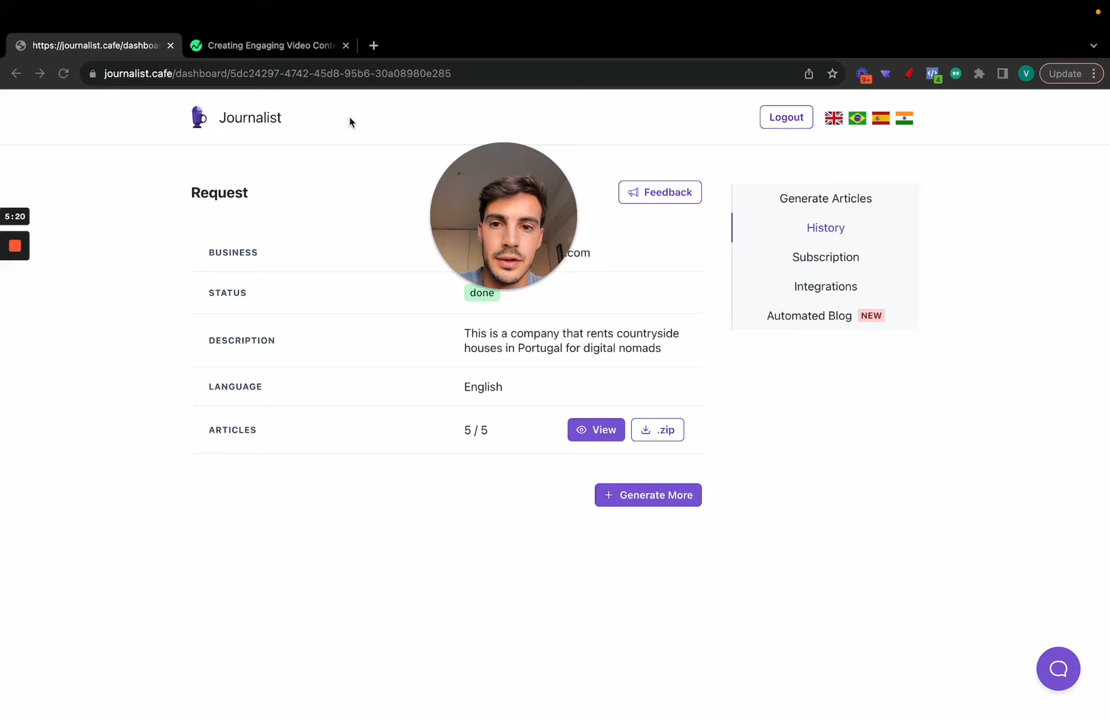 https://journalist.cafe/dashboa
Creating Engaging Video Cont
journalist.cafe/dashboard/5dc24297-4742-45d8-95b6-30a08980e285
9+
4
V
Update
Journalist
Logout
5:20
Request
Feedback
Generate Articles
BUSINESS
.com
History
STATUS
done
Subscription
Integrations
Automated Blog NEW
DESCRIPTION
This is a company that rents countryside
houses in Portugal for digital nomads
LANGUAGE
English
ARTICLES
5 / 5
View
.zip
+ Generate More